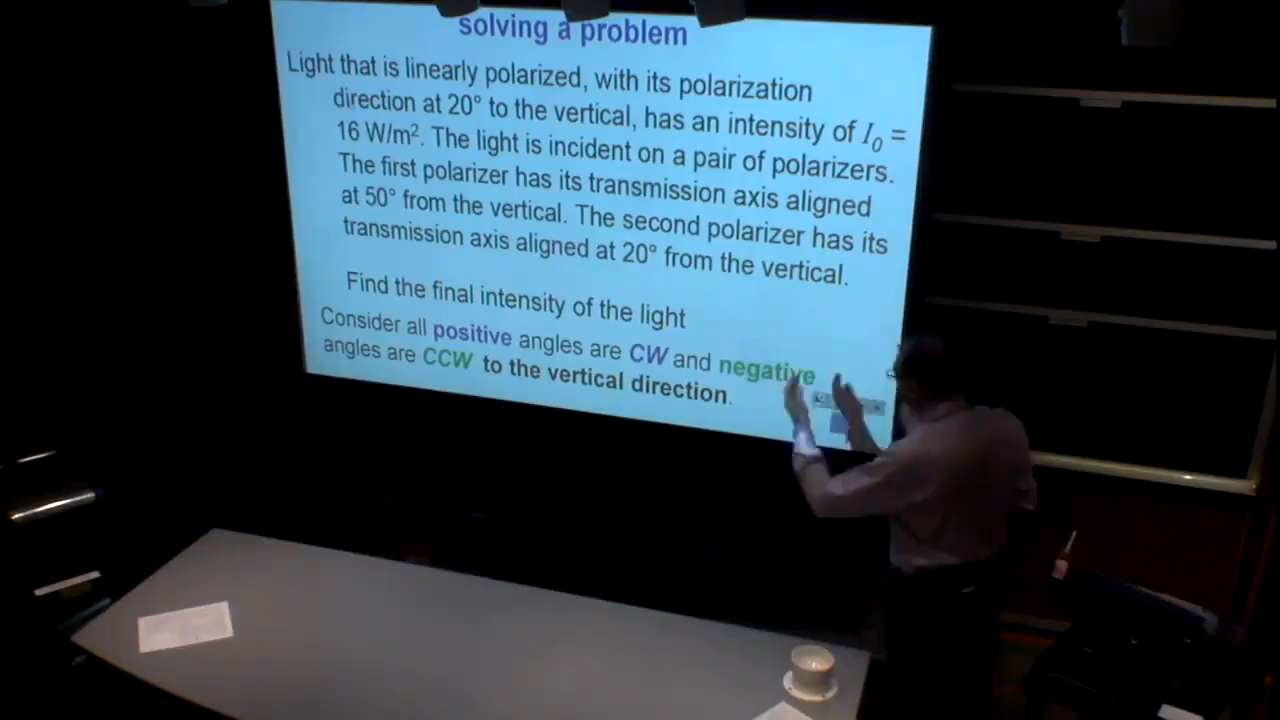 solving a problem
Light that is linearly polarized, with its polarization
direction at 20° to the vertical, has an intensity of I₀ =
16 W/m². The light is incident on a pair of polarizers.
The first polarizer has its transmission axis aligned
at 50° from the vertical. The second polarizer has its
transmission axis aligned at 20° from the vertical.
Find the final intensity of the light
Consider all positive angles are CW and negative
angles are CCW to the vertical direction.